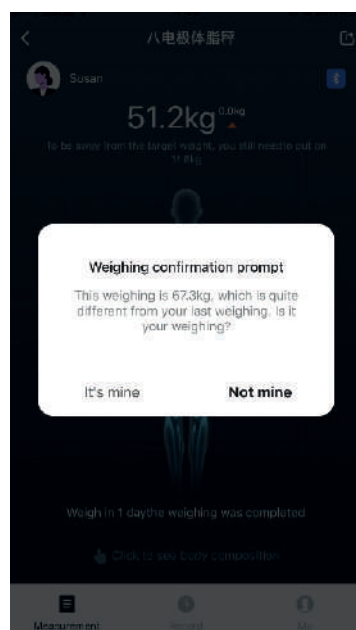 八电极体脂秤
Susan
51.2kg 0.0kg
To be away from the target weight, you still need to put on
11.8kg
Weighing confirmation prompt
This weighing is 67.3kg, which is quite
different from your last weighing. Is it
your weighing?
It's mine Not mine
Weigh in 1 daythe weighing was completed
Click to see body composition
Measurement Record Me